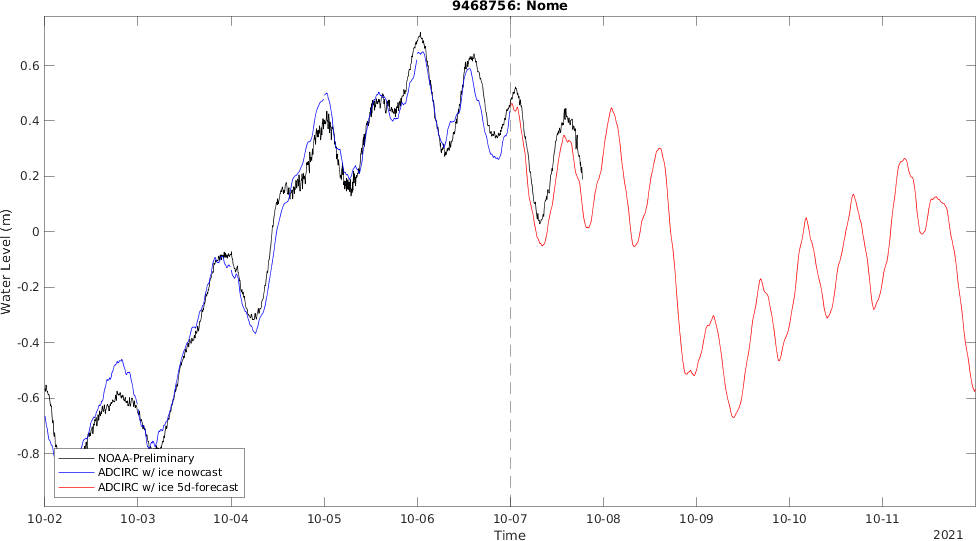 9468756: Nome
Water Level (m)
0.6
0.4
0.2
0
-0.2
-0.4
-0.6
-0.8
NOAA-Preliminary
ADCIRC w/ ice nowcast
ADCIRC w/ ice 5d-forecast
10-02 10-03 10-04 10-05 10-06 10-07 10-08 10-09 10-10 10-11
Time
2021